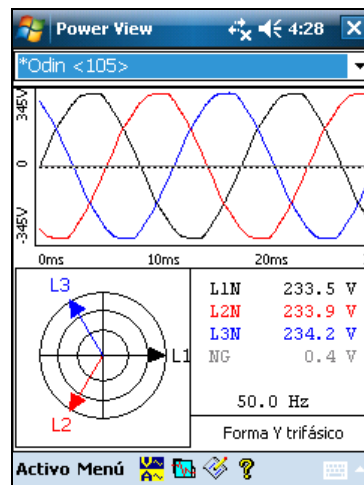 Power View 4:28
*Odin <105>
345V
0
-345V
0ms 10ms 20ms
L3
L1
L2
L1N 233.5 V
L2N 233.9 V
L3N 234.2 V
NG 0.4 V
50.0 Hz
Forma Y trifásico
Activo Menú